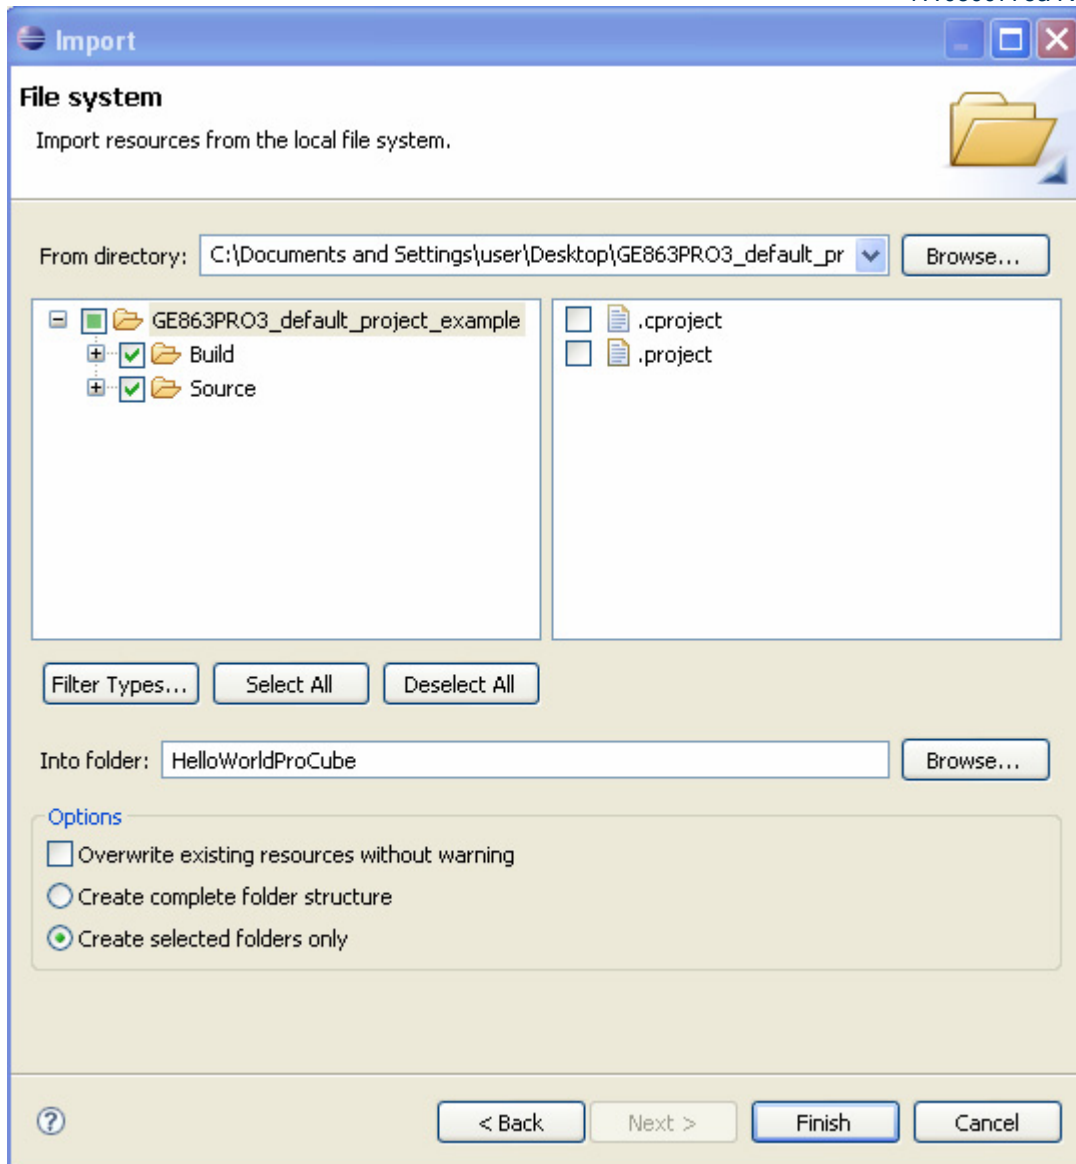 Import
File system
Import resources from the local file system.
From directory: C:\Documents and Settings\user\Desktop\GE863PRO3_default_pr Browse...
GE863PRO3_default_project_example
Build
Source
.cproject
.project
Filter Types... Select All Deselect All
Into folder: HelloWorldProCube Browse...
Options
Overwrite existing resources without warning
Create complete folder structure
Create selected folders only
< Back Next > Finish Cancel